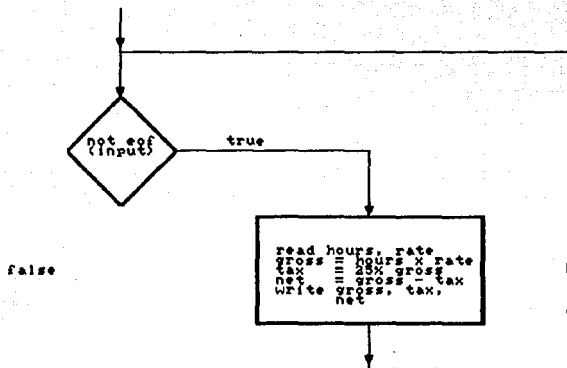 not eof
(input)
true
false
read hours, rate
gross = hours x rate
tax = 25% gross
net = gross - tax
write gross, tax,
net